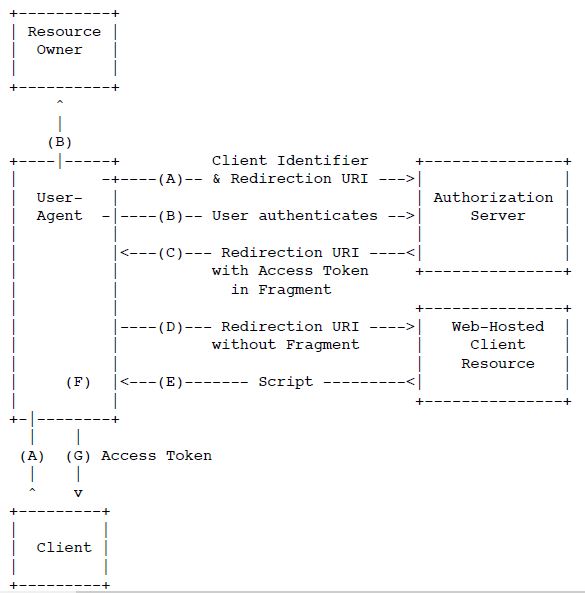 +----------+
| Resource |
|  Owner   |
|          |
+----------+
     ^
     |
    (B)
+----|-----+          Client Identifier     +---------------+
|         -+----(A)-- & Redirection URI --->|               |
|  User-   |                                | Authorization |
|  Agent  -|----(B)-- User authenticates -->|     Server    |
|          |                                |               |
|          |<---(C)--- Redirection URI ----<|               |
|          |          with Access Token     +---------------+
|          |            in Fragment
|          |                                +---------------+
|          |----(D)--- Redirection URI ---->|   Web-Hosted  |
|          |          without Fragment      |     Client    |
|          |                                |    Resource   |
|     (F)  |<---(E)------- Script ---------<|               |
|          |                                +---------------+
+-|--------+
  |    |
 (A)  (G) Access Token
  |    |
  ^    v
+---------+
|         |
|  Client |
|         |
+---------+